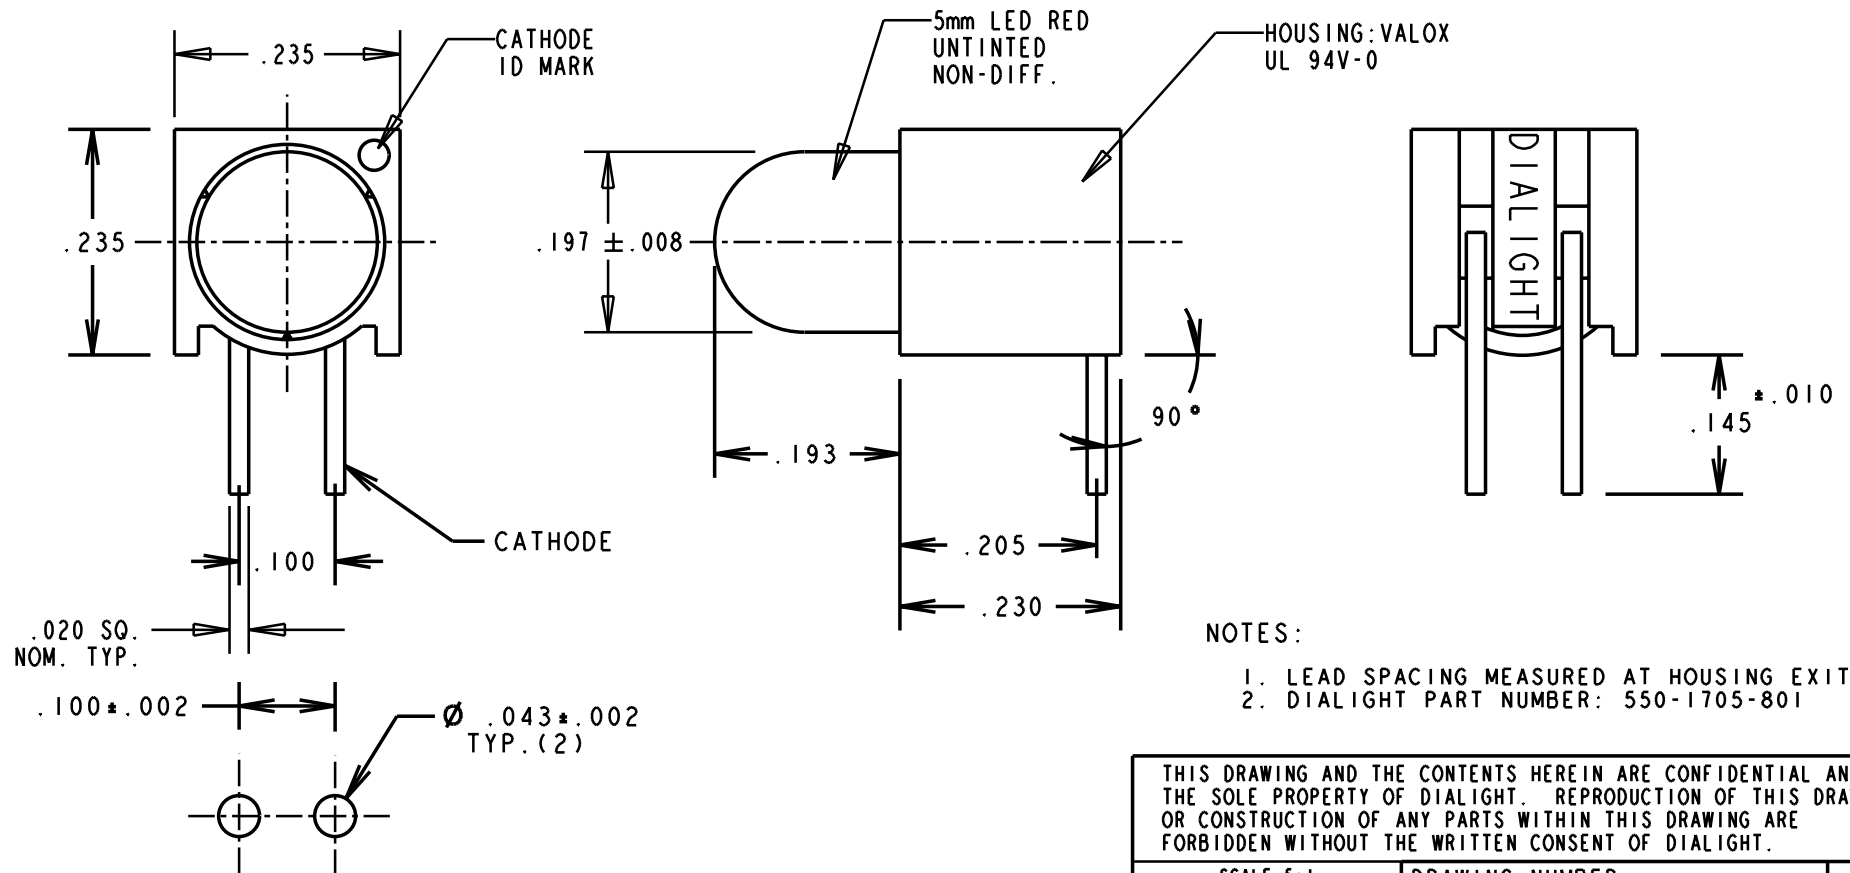 .235
CATHODE
ID MARK
5mm LED RED
UNTINTED
NON-DIFF.
HOUSING:VALOX
UL 94V-0
.235
.197 ±.008
DIALIGHT
90°
.193
±.010
.145
CATHODE
.100
.205
.230
.020 SQ.
NOM. TYP.
.100±.002
Ø .043±.002
TYP.(2)
NOTES:
1. LEAD SPACING MEASURED AT HOUSING EXIT
2. DIALIGHT PART NUMBER: 550-1705-801
THIS DRAWING AND THE CONTENTS HEREIN ARE CONFIDENTIAL AN
THE SOLE PROPERTY OF DIALIGHT. REPRODUCTION OF THIS DRA
OR CONSTRUCTION OF ANY PARTS WITHIN THIS DRAWING ARE
FORBIDDEN WITHOUT THE WRITTEN CONSENT OF DIALIGHT.
DRAWING NUMBER